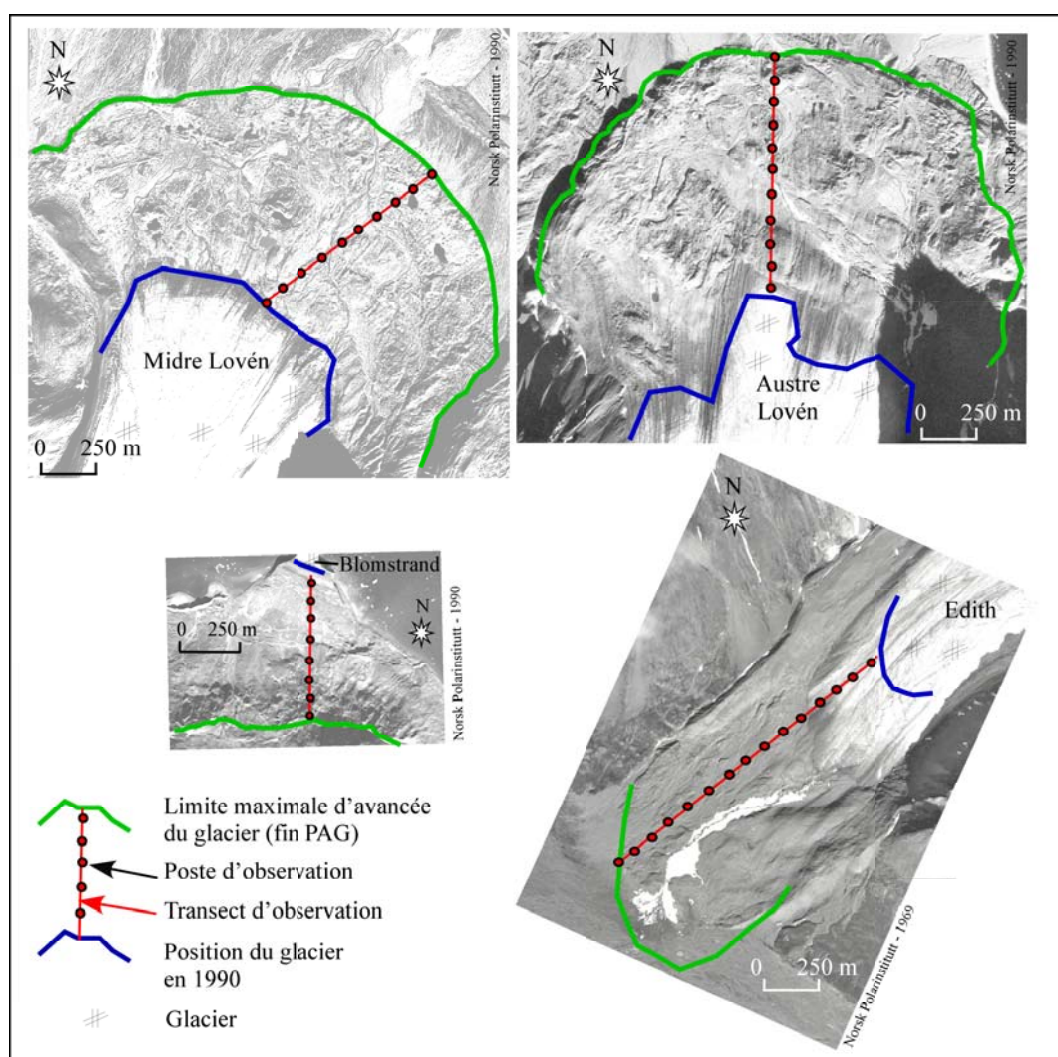 N
Norsk Polarinstitutt - 1990
Midre Lovén
0 250 m
N
Norsk Polarinstitutt - 1990
Austre
Lovén
0 250 m
Blomstrand
N
0 250 m
Norsk Polarinstitutt - 1990
N
Edith
0 250 m
Norsk Polarinstitutt - 1969
Limite maximale d'avancée
du glacier (fin PAG)
Poste d'observation
Transect d'observation
Position du glacier
en 1990
Glacier